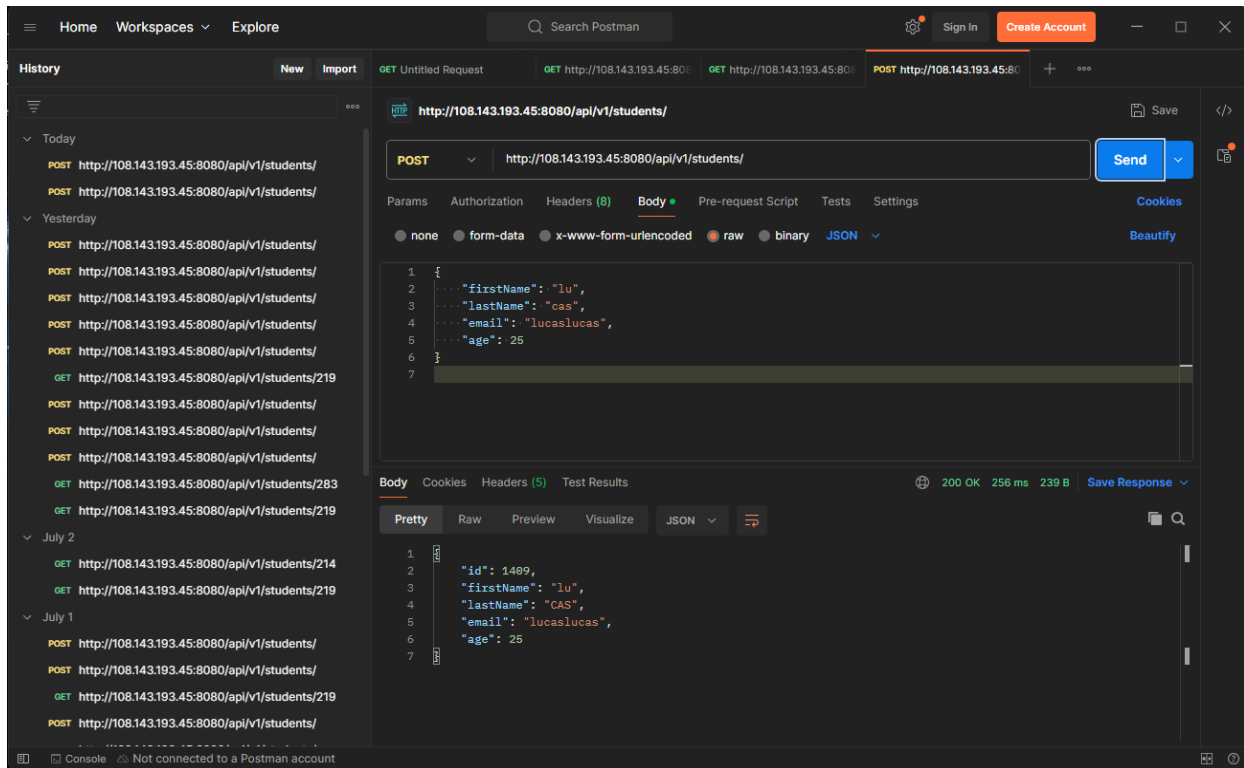 Home Workspaces Explore Search Postman Sign In Create Account
History New Import
GET Untitled Request GET http://108.143.193.45:808 GET http://108.143.193.45:808 POST http://108.143.193.45:80
HTTP http://108.143.193.45:8080/api/v1/students/ Save
Today
POST http://108.143.193.45:8080/api/v1/students/
POST http://108.143.193.45:8080/api/v1/students/
Yesterday
POST http://108.143.193.45:8080/api/v1/students/
POST http://108.143.193.45:8080/api/v1/students/
POST http://108.143.193.45:8080/api/v1/students/
POST http://108.143.193.45:8080/api/v1/students/
POST http://108.143.193.45:8080/api/v1/students/
GET http://108.143.193.45:8080/api/v1/students/219
POST http://108.143.193.45:8080/api/v1/students/
POST http://108.143.193.45:8080/api/v1/students/
POST http://108.143.193.45:8080/api/v1/students/
GET http://108.143.193.45:8080/api/v1/students/283
GET http://108.143.193.45:8080/api/v1/students/219
July 2
GET http://108.143.193.45:8080/api/v1/students/214
GET http://108.143.193.45:8080/api/v1/students/219
July 1
POST http://108.143.193.45:8080/api/v1/students/
POST http://108.143.193.45:8080/api/v1/students/
GET http://108.143.193.45:8080/api/v1/students/219
POST http://108.143.193.45:8080/api/v1/students/
POST http://108.143.193.45:8080/api/v1/students/ Send
Params Authorization Headers (8) Body Pre-request Script Tests Settings Cookies
none form-data x-www-form-urlencoded raw binary JSON Beautify
1 {
2 "firstName": "lu",
3 "lastName": "cas",
4 "email": "lucaslucas",
5 "age": 25
6 }
7
Body Cookies Headers (5) Test Results 200 OK 256 ms 239 B Save Response
Pretty Raw Preview Visualize JSON
1 {
2 "id": 1409,
3 "firstName": "lu",
4 "lastName": "CAS",
5 "email": "lucaslucas",
6 "age": 25
7 }
Console Not connected to a Postman account